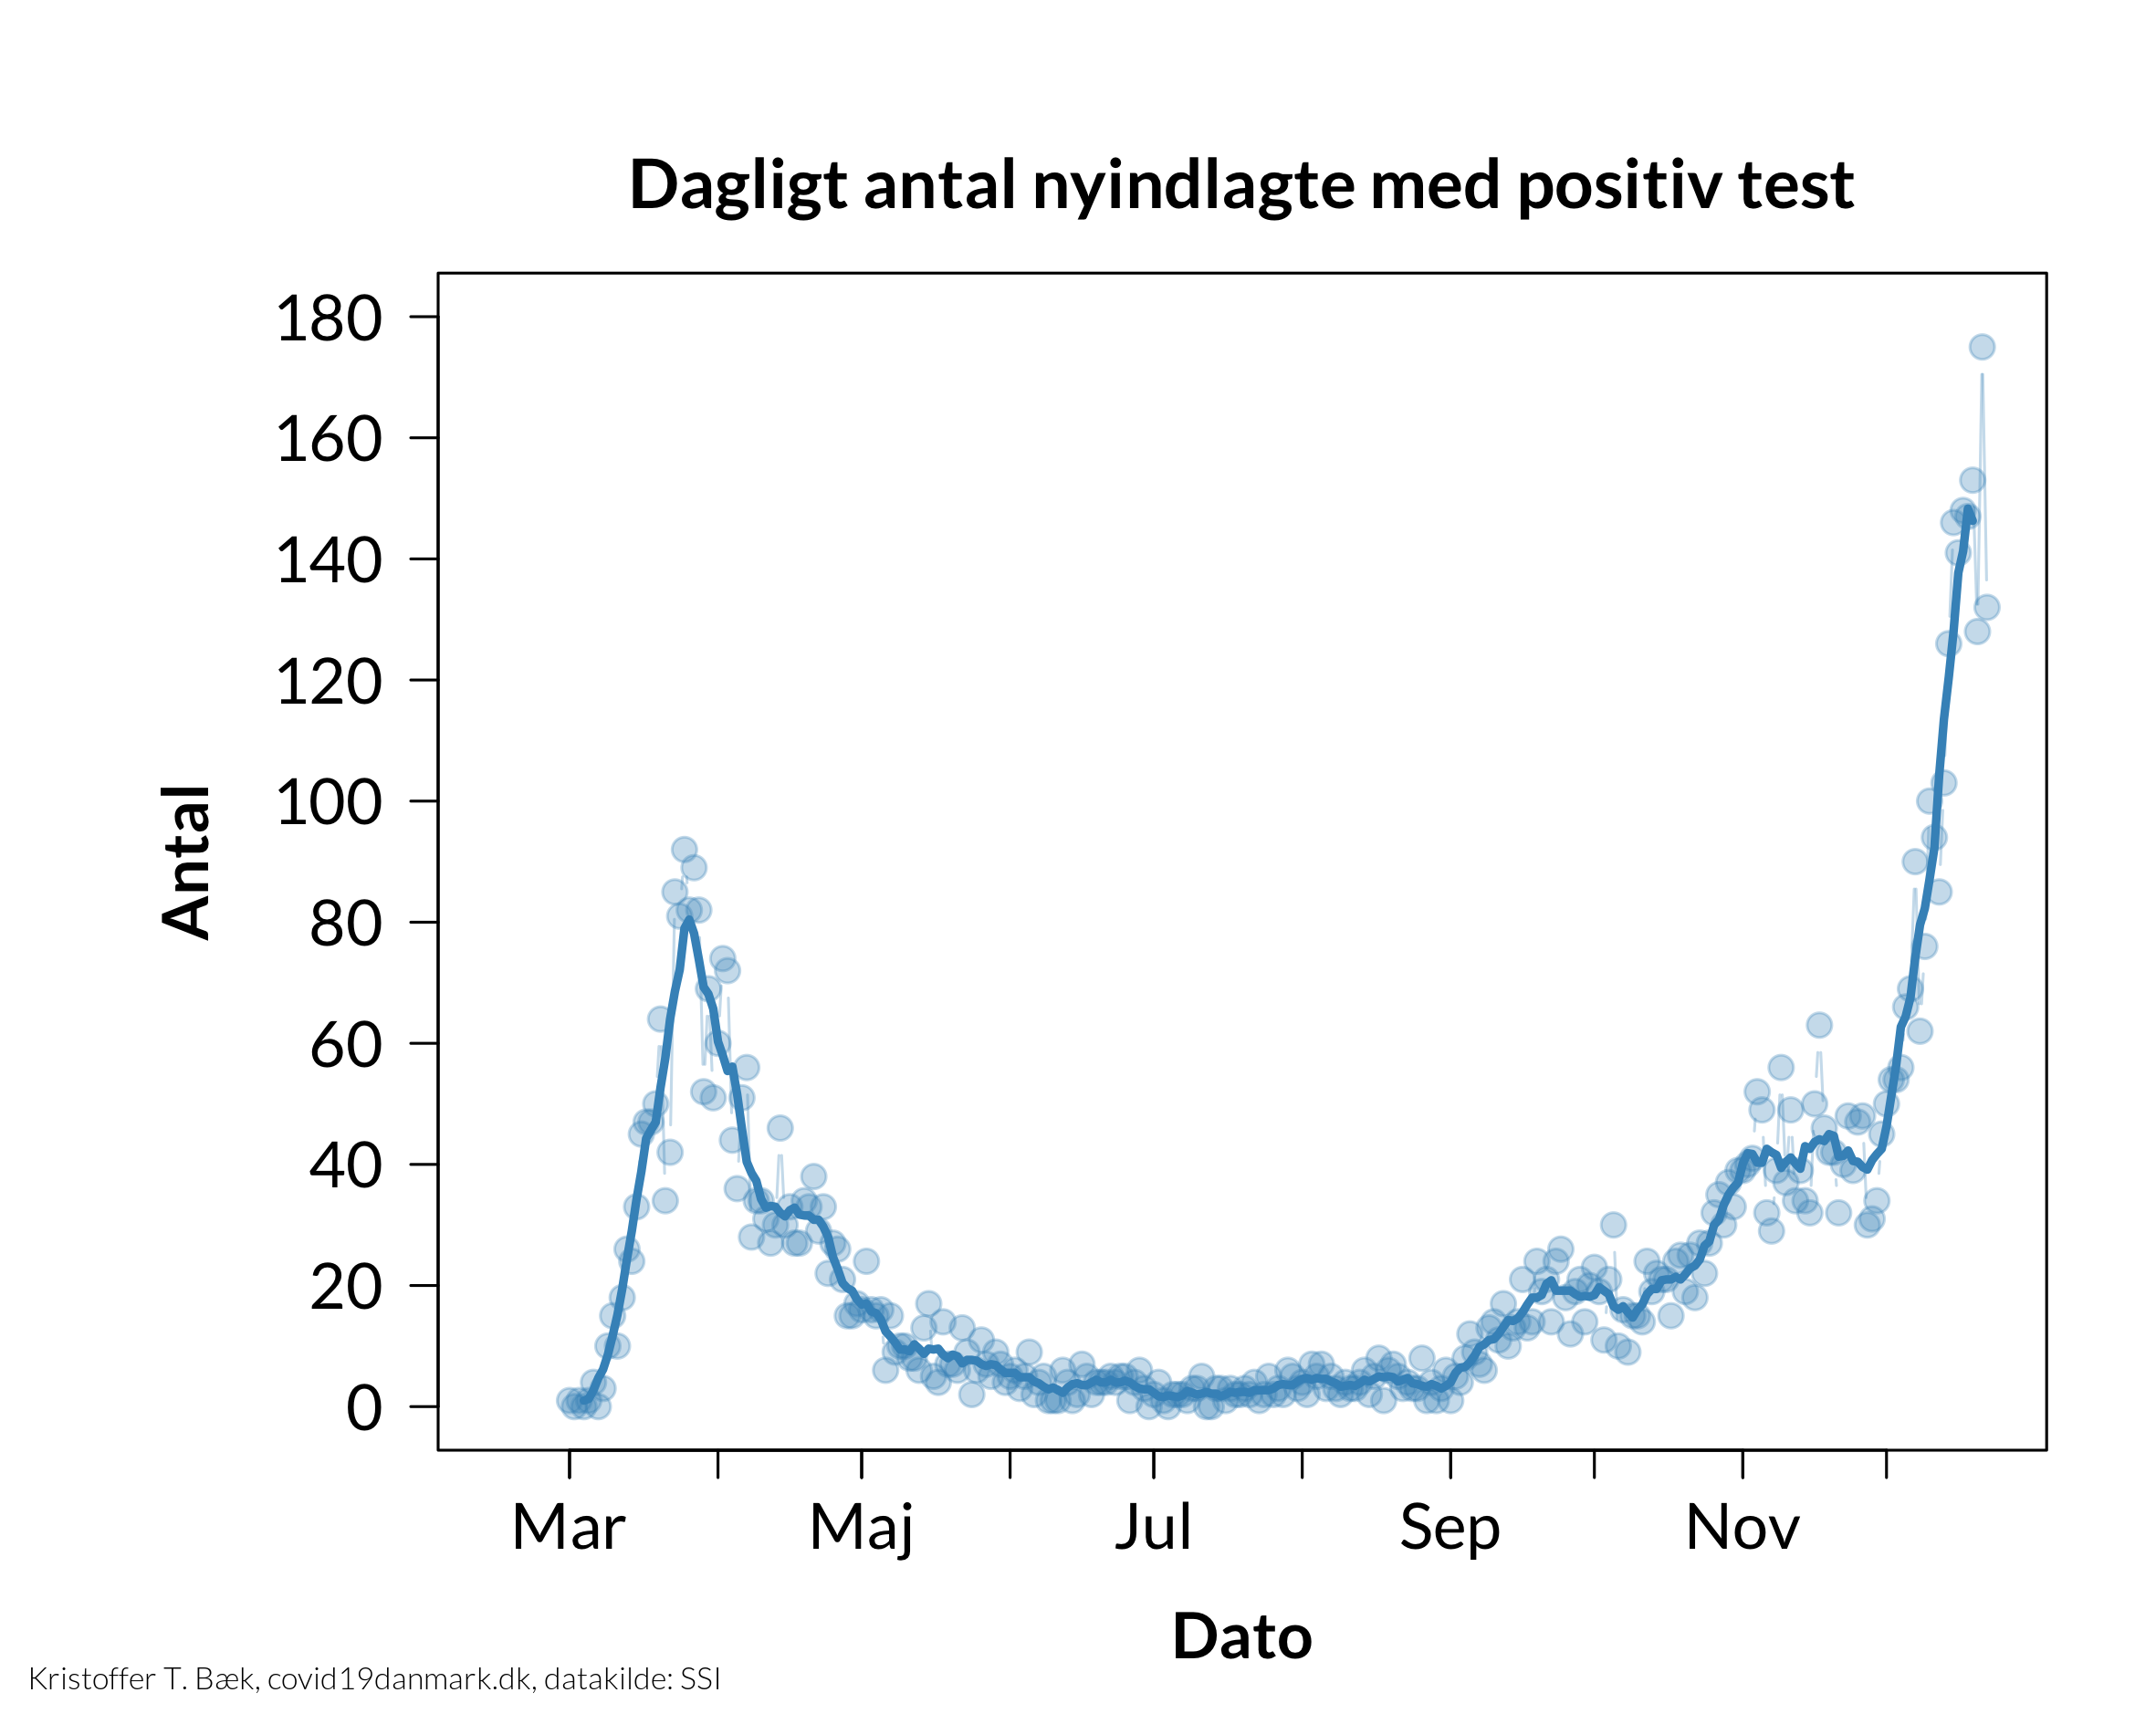 Dagligt antal nyindlagte med positiv test
180
160
140
120
100
80
60
40
20
0
Antal
Mar Maj Jul Sep Nov
Dato
Kristoffer T. Bæk, covid19danmark.dk, datakilde: SSI